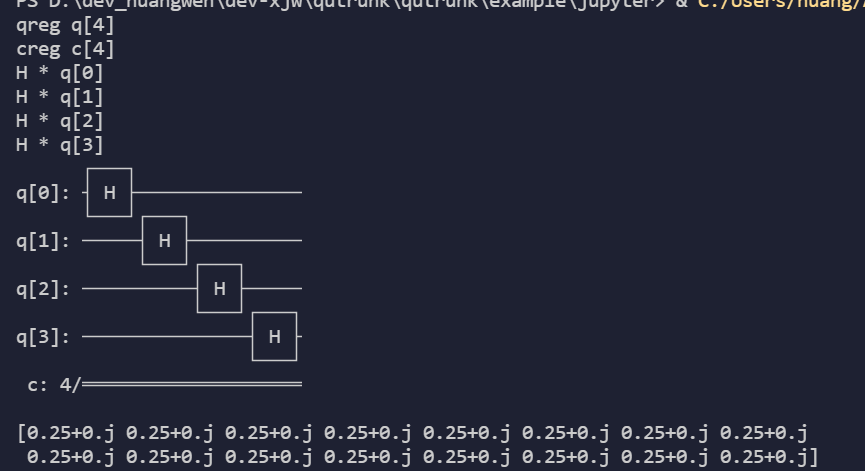 PS D:\dev_huangwen\dev-xjw\qutrunk\qutrunk\example\jupyter> & C:/Users/huang/
qreg q[4]
creg c[4]
H * q[0]
H * q[1]
H * q[2]
H * q[3]
q[0]: H
q[1]: H
q[2]: H
q[3]: H
c: 4/
[0.25+0.j 0.25+0.j 0.25+0.j 0.25+0.j 0.25+0.j 0.25+0.j 0.25+0.j 0.25+0.j
0.25+0.j 0.25+0.j 0.25+0.j 0.25+0.j 0.25+0.j 0.25+0.j 0.25+0.j 0.25+0.j]